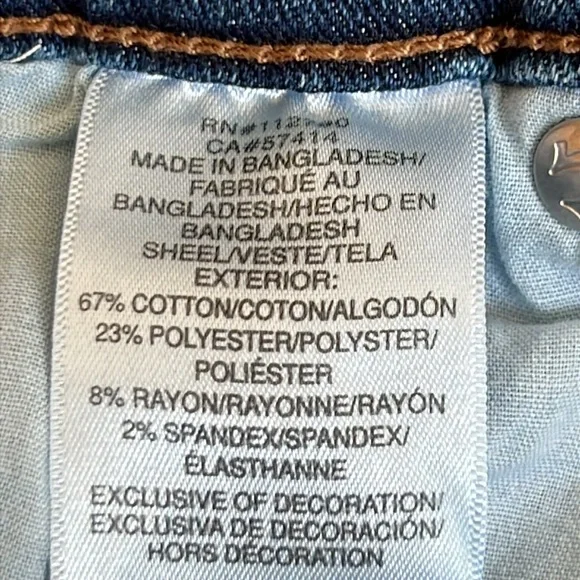 CA#57414
MADE IN BANGLADESH/
FABRIQUÉ AU
BANGLADESH/HECHO EN
BANGLADESH
SHEEL/VESTE/TELA
EXTERIOR:
67% COTTON/COTON/ALGODÓN
23% POLYESTER/POLYSTER/
POLIÉSTER
8% RAYON/RAYONNE/RAYÓN
2% SPANDEX/SPANDEX/
ÉLASTHANNE
EXCLUSIVE OF DECORATION/
EXCLUSIVA DE DECORACIÓN/
HORS DÉCORATION